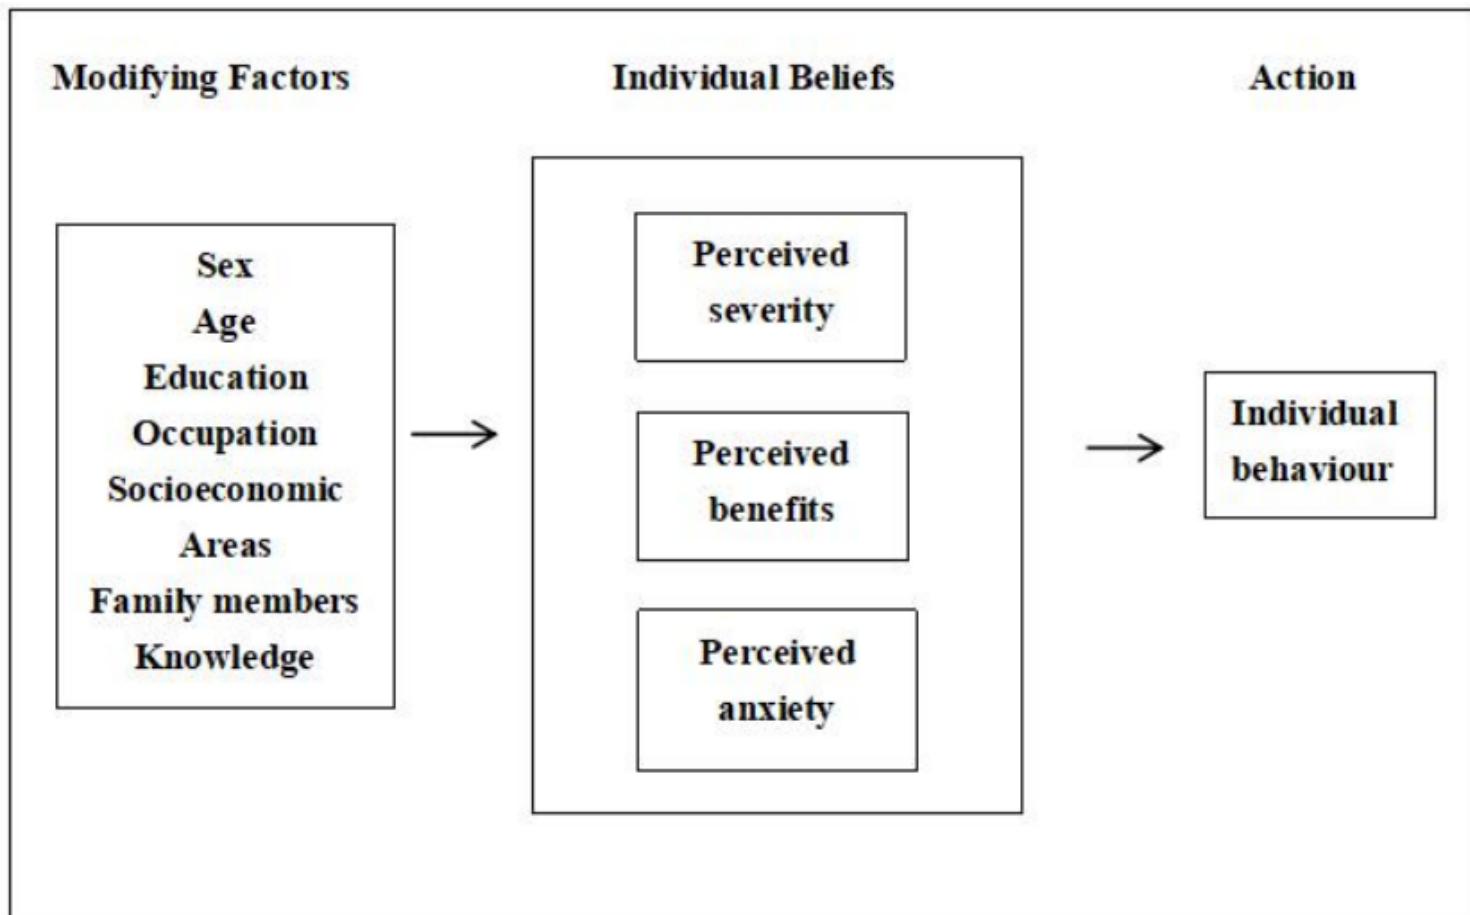 Modifying Factors
Individual Beliefs
Action
Sex
Age
Education
Occupation
Socioeconomic
Areas
Family members
Knowledge
Perceived
severity
Perceived
benefits
Perceived
anxiety
Individual
behaviour